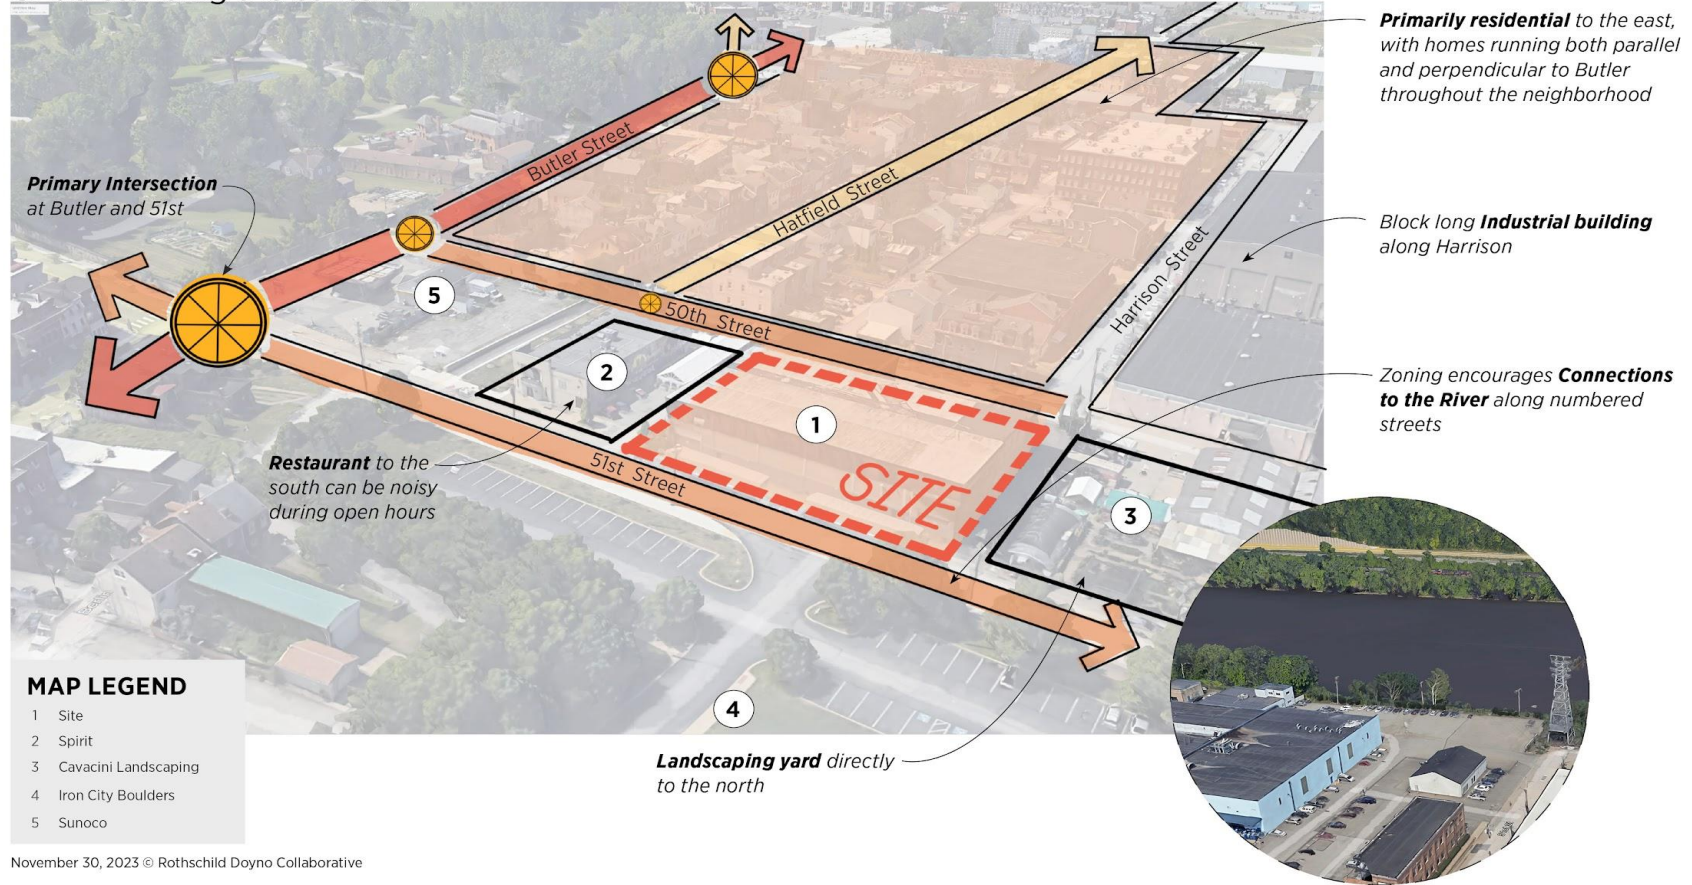 Primarily residential to the east,
with homes running both parallel
and perpendicular to Butler
throughout the neighborhood
Butler Street
Primary Intersection
at Butler and 51st
Hatfield Street
Block long Industrial building
along Harrison
Harrison Street
5
50th Street
2
Zoning encourages Connections
to the River along numbered
streets
1
Restaurant to the
south can be noisy
during open hours
51st Street
SITE
3
4
MAP LEGEND
1 Site
2 Spirit
3 Cavacini Landscaping
4 Iron City Boulders
5 Sunoco
Landscaping yard directly
to the north
November 30, 2023 © Rothschild Doyno Collaborative